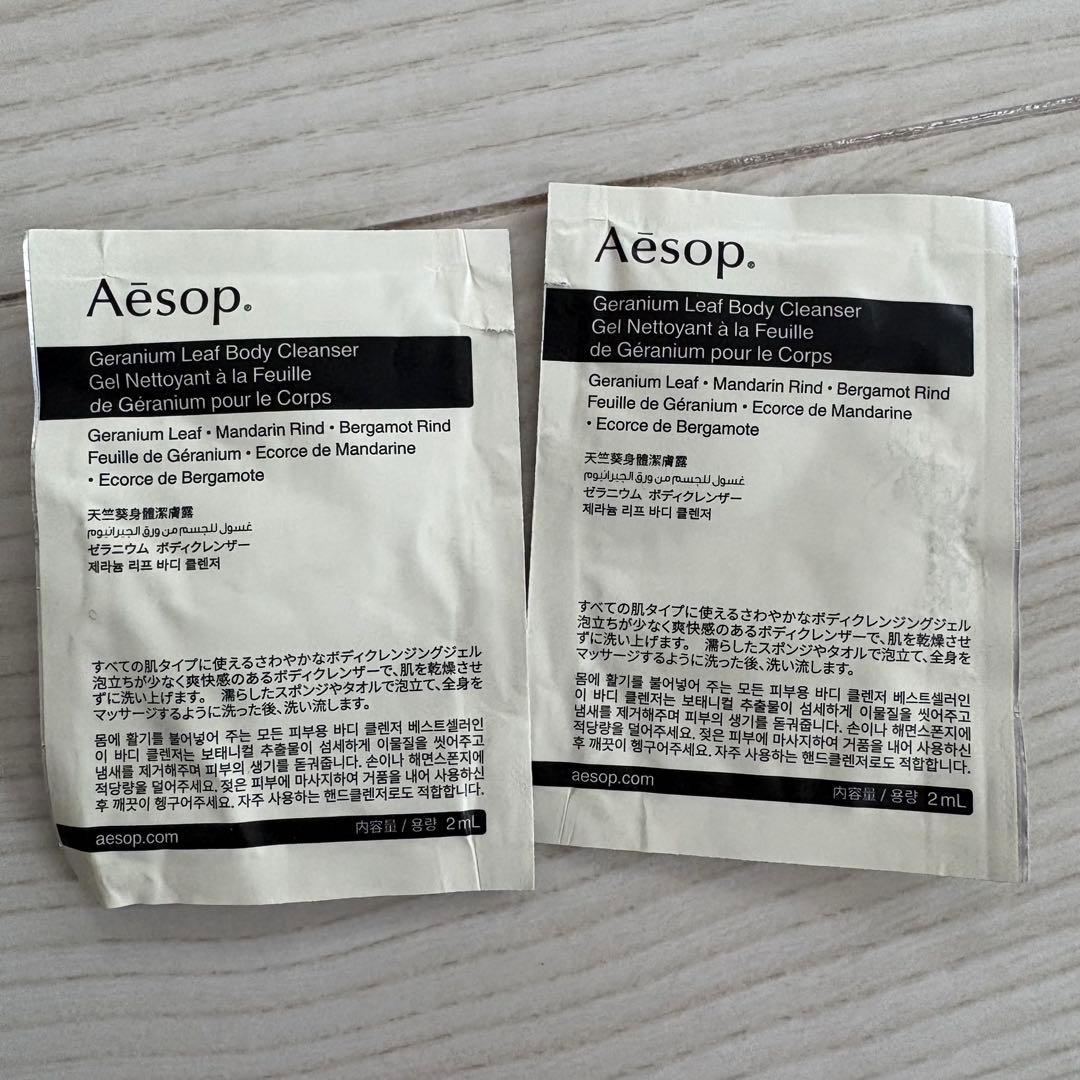 Aēsop®
Geranium Leaf Body Cleanser
Gel Nettoyant à la Feuille
de Géranium pour le Corps
Geranium Leaf • Mandarin Rind • Bergamot Rind
Feuille de Géranium • Ecorce de Mandarine
• Ecorce de Bergamote
天竺葵身體潔膚露
غسول للجسم من ورق الجيرانيوم
ゼラニウム ボディクレンザー
제라늄 리프 바디 클렌저
すべての肌タイプに使えるさわやかなボディクレンジングジェル
泡立ちが少なく爽快感のあるボディクレンザーで、肌を乾燥させ
ずに洗い上げます。 濡らしたスポンジやタオルで泡立て、全身を
マッサージするように洗った後、洗い流します。
몸에 활기를 불어넣어 주는 모든 피부용 바디 클렌저 베스트셀러인
이 바디 클렌저는 보태니컬 추출물이 섬세하게 이물질을 씻어주고
냄새를 제거해주며 피부의 생기를 돋궈줍니다. 손이나 해면스폰지에
적당량을 덜어주세요. 젖은 피부에 마사지하여 거품을 내어 사용하신
후 깨끗이 헹구어주세요. 자주 사용하는 핸드클렌저로도 적합합니다.
aesop.com
内容量 / 용량 2 mL
Aēsop®
Geranium Leaf Body Cleanser
Gel Nettoyant à la Feuille
de Géranium pour le Corps
Geranium Leaf • Mandarin Rind • Bergamot Rind
Feuille de Géranium • Ecorce de Mandarine
• Ecorce de Bergamote
天竺葵身體潔膚露
غسول للجسم من ورق الجيرانيوم
ゼラニウム ボディクレンザー
제라늄 리프 바디 클렌저
すべての肌タイプに使えるさわやかなボディクレンジングジェル
泡立ちが少なく爽快感のあるボディクレンザーで、肌を乾燥させ
ずに洗い上げます。 濡らしたスポンジやタオルで泡立て、全身を
マッサージするように洗った後、洗い流します。
몸에 활기를 불어넣어 주는 모든 피부용 바디 클렌저 베스트셀러인
이 바디 클렌저는 보태니컬 추출물이 섬세하게 이물질을 씻어주고
냄새를 제거해주며 피부의 생기를 돋궈줍니다. 손이나 해면스폰지에
적당량을 덜어주세요. 젖은 피부에 마사지하여 거품을 내어 사용하신
후 깨끗이 헹구어주세요. 자주 사용하는 핸드클렌저로도 적합합니다.
aesop.com
内容量 / 용량 2 mL